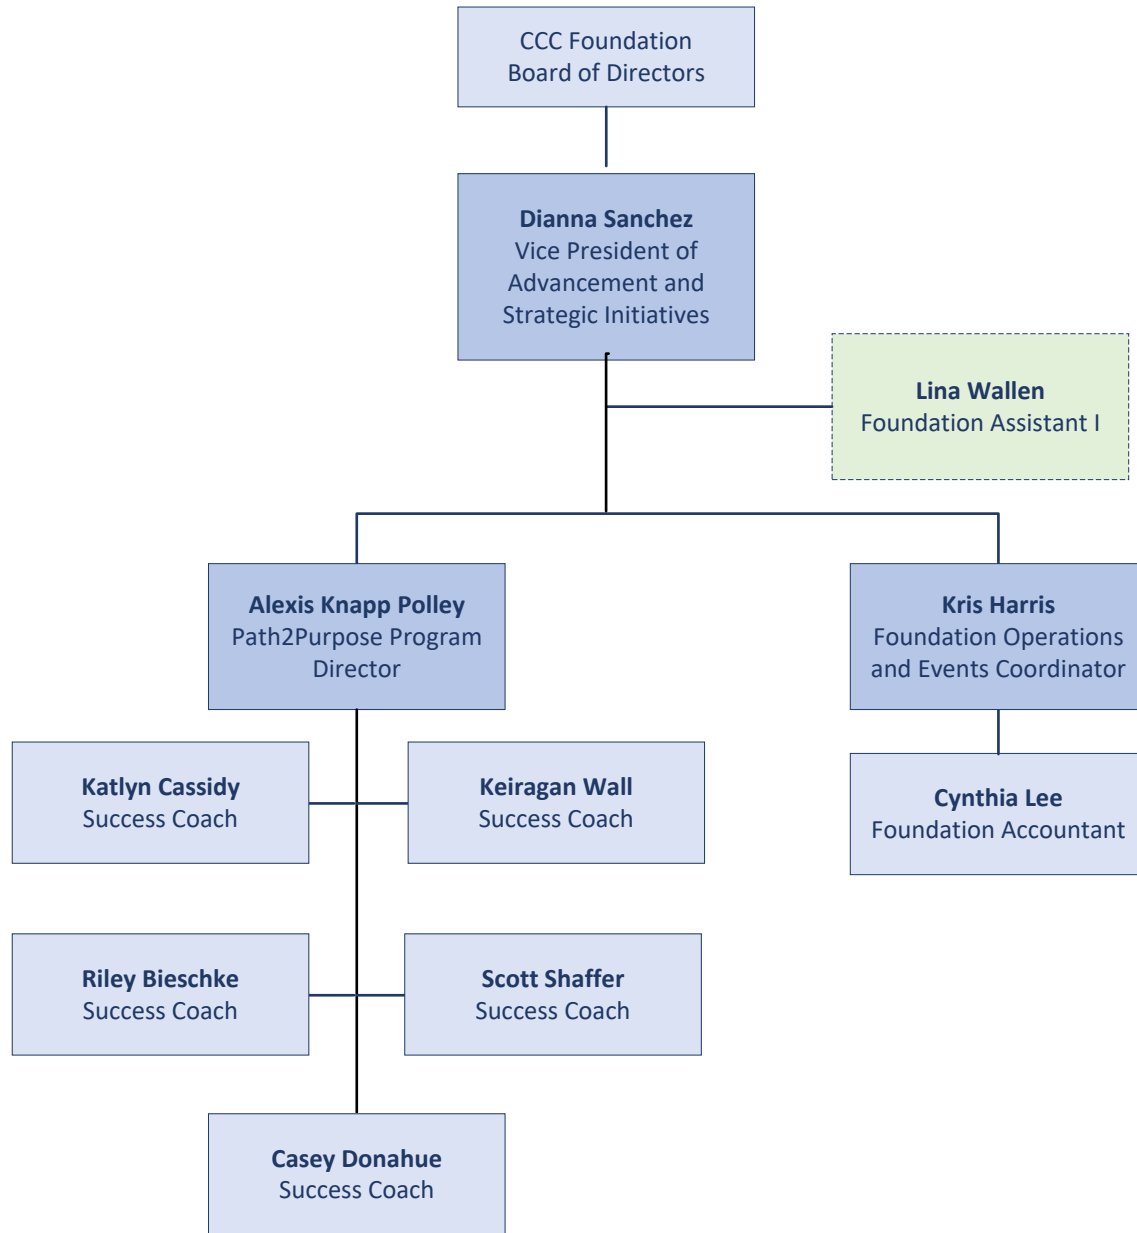 CCC Foundation
Board of Directors
Dianna Sanchez
Vice President of
Advancement and
Strategic Initiatives
Lina Wallen
Foundation Assistant I
Alexis Knapp Polley
Path2Purpose Program
Director
Kris Harris
Foundation Operations
and Events Coordinator
Katlyn Cassidy
Success Coach
Keiragan Wall
Success Coach
Cynthia Lee
Foundation Accountant
Riley Bieschke
Success Coach
Scott Shaffer
Success Coach
Casey Donahue
Success Coach